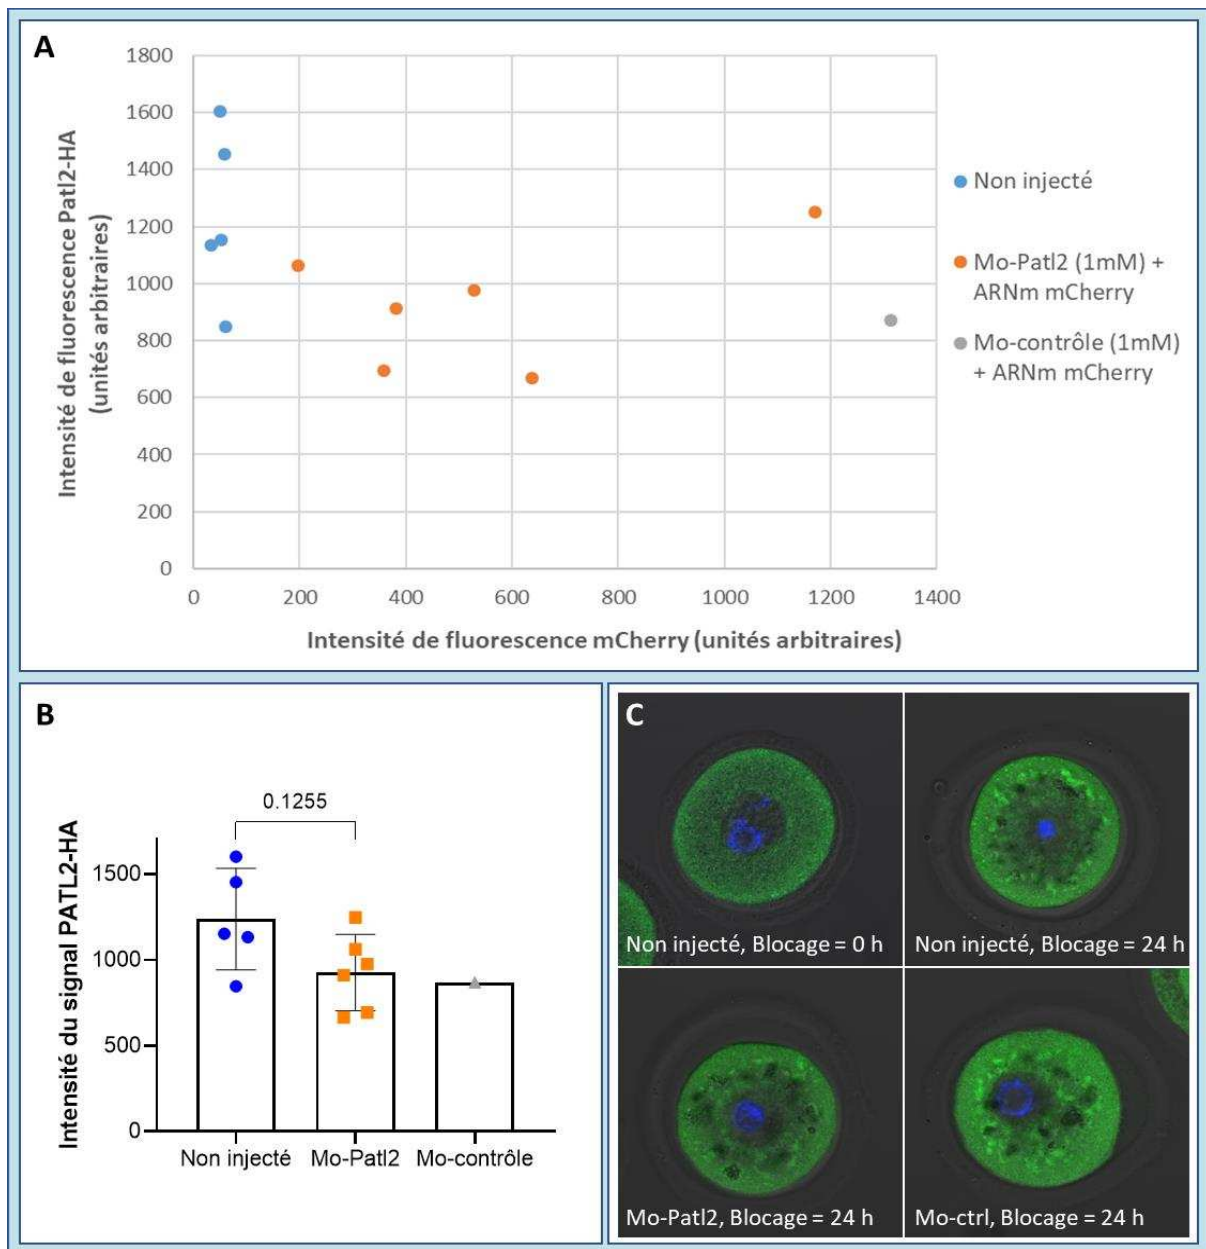 A
Intensité de fluorescence Patl2-HA
(unités arbitraires)
1800
1600
1400
1200
1000
800
600
400
200
0
0 200 400 600 800 1000 1200 1400
Intensité de fluorescence mCherry (unités arbitraires)
Non injecté
Mo-Patl2 (1mM) +
ARNm mCherry
Mo-contrôle (1mM)
+ ARNm mCherry
B
0.1255
Intensité du signal PATL2-HA
1500
1000
500
0
Non injecté Mo-Patl2 Mo-contrôle
C
Non injecté, Blocage = 0 h
Non injecté, Blocage = 24 h
Mo-Patl2, Blocage = 24 h
Mo-ctrl, Blocage = 24 h